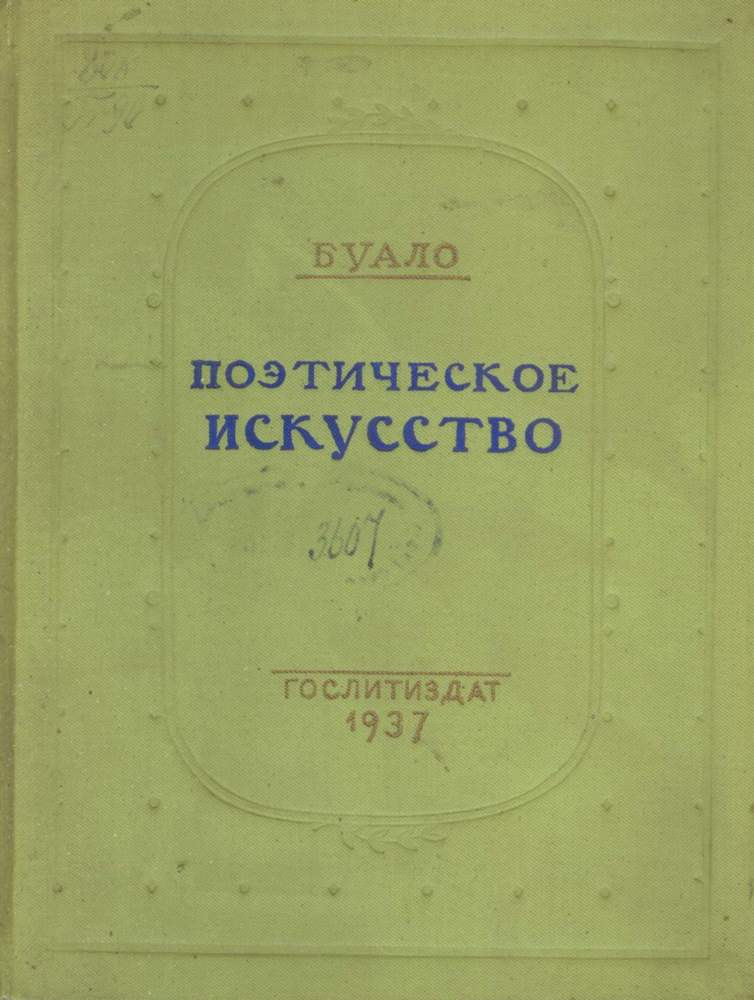 БУАЛО
ПОЭТИЧЕСКОЕ
ИСКУССТВО
3607
ГОСЛИТИЗДАТ
1937